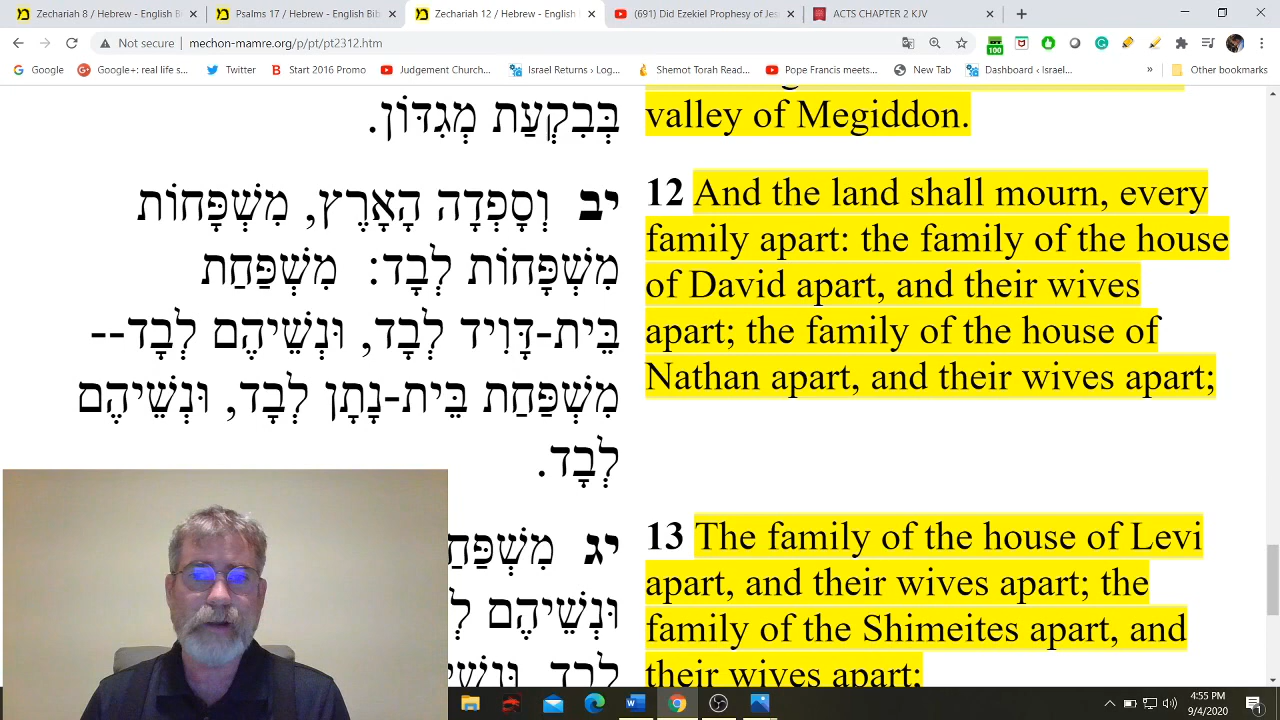 Zechariah 8 / Hebrew - English B
Psalms 17 / Hebrew - English Bib
Zechariah 12 / Hebrew - English
(691) Did Ezekiel Prophesy of Jes
ACTS CHAPTER 2 KJV
Not secure | mechon-mamre.org/p/pt/pt2312.htm
100
Google
Google+: real life s...
Twitter
Start 2016 Promo
Judgement Church...
Israel Returns › Log...
Shemot Torah Read...
Pope Francis meets...
New Tab
Dashboard ‹ Israel...
»
Other bookmarks
בְּבִקְעַת מְגִדּוֹן.
valley of Megiddon.
יב וְסָפְדָה הָאָרֶץ, מִשְׁפָּחוֹת
מִשְׁפָּחוֹת לְבָד: מִשְׁפַּחַת
בֵּית-דָּוִיד לְבָד, וּנְשֵׁיהֶם לְבָד--
מִשְׁפַּחַת בֵּית-נָתָן לְבָד, וּנְשֵׁיהֶם
לְבָד.
12 And the land shall mourn, every
family apart: the family of the house
of David apart, and their wives
apart; the family of the house of
Nathan apart, and their wives apart;
יג מִשְׁפַּחַ
וּנְשֵׁיהֶם לְ
לְבָד, וּנְשֵׁי
13 The family of the house of Levi
apart, and their wives apart; the
family of the Shimeites apart, and
their wives apart;
4:55 PM
9/4/2020